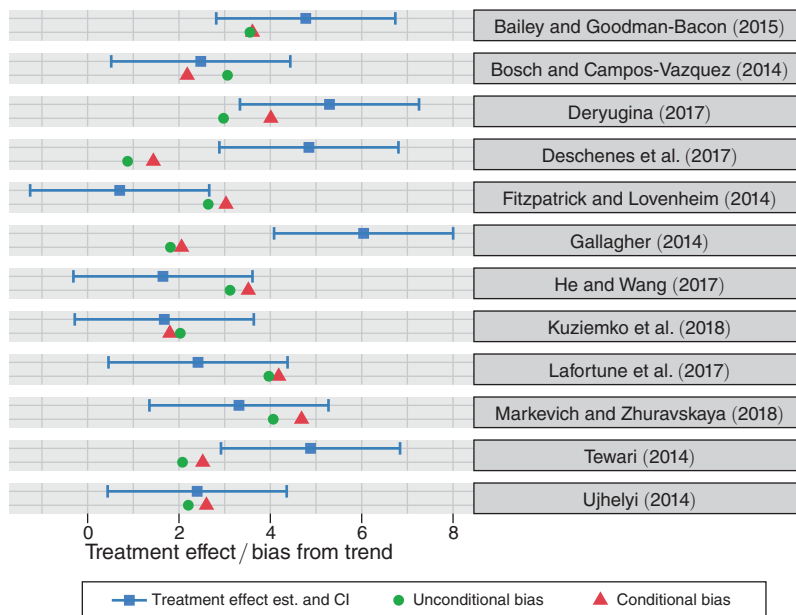 Bailey and Goodman-Bacon (2015)
Bosch and Campos-Vazquez (2014)
Deryugina (2017)
Deschenes et al. (2017)
Fitzpatrick and Lovenheim (2014)
Gallagher (2014)
He and Wang (2017)
Kuziemko et al. (2018)
Lafortune et al. (2017)
Markevich and Zhuravskaya (2018)
Tewari (2014)
Ujhelyi (2014)
0 2 4 6 8
Treatment effect / bias from trend
Treatment effect est. and CI Unconditional bias Conditional bias